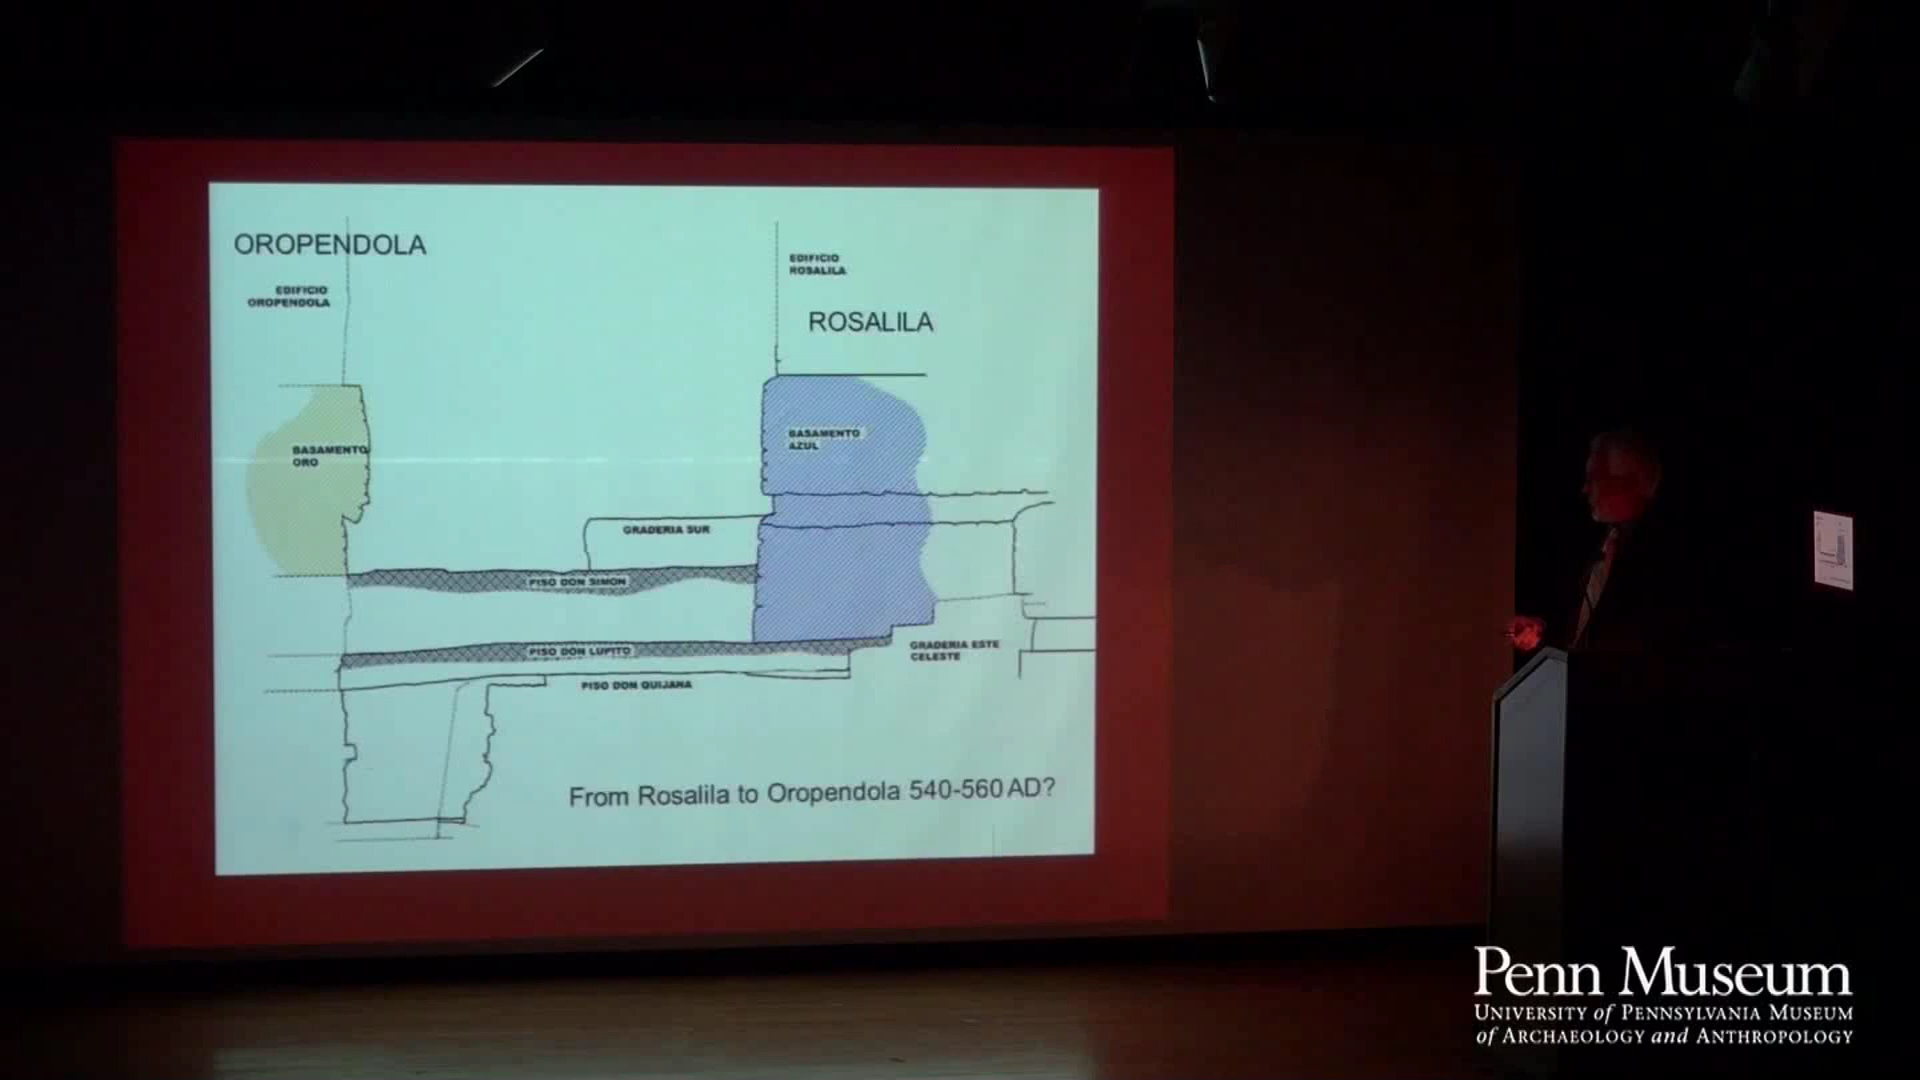 OROPENDOLA
EDIFICIO
OROPENDOLA
EDIFICIO
ROSALILA
ROSALILA
BASAMENTO
ORO
BASAMENTO
AZUL
GRADERIA SUR
PISO DON SIMON
PISO DON LUPITO
GRADERIA ESTE
CELESTE
PISO DON QUIJANA
From Rosalila to Oropendola 540-560 AD?
Penn Museum
UNIVERSITY of PENNSYLVANIA MUSEUM
of ARCHAEOLOGY and ANTHROPOLOGY